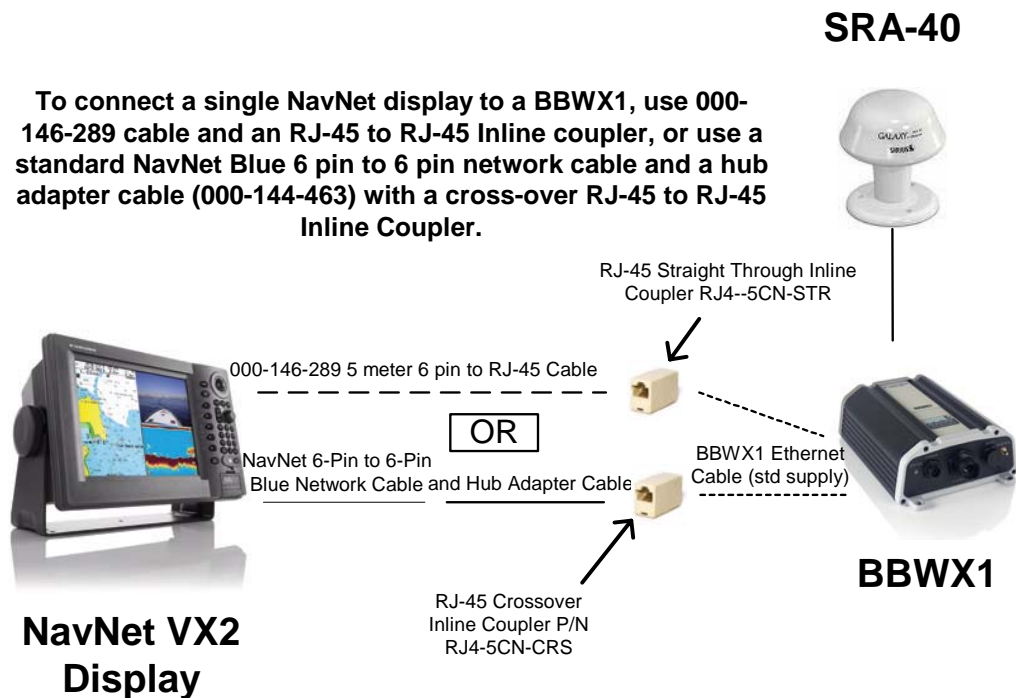 SRA-40
To connect a single NavNet display to a BBWX1, use 000-
146-289 cable and an RJ-45 to RJ-45 Inline coupler, or use a
standard NavNet Blue 6 pin to 6 pin network cable and a hub
adapter cable (000-144-463) with a cross-over RJ-45 to RJ-45
Inline Coupler.
GALAXY
SIRIUS
RJ-45 Straight Through Inline
Coupler RJ4--5CN-STR
000-146-289 5 meter 6 pin to RJ-45 Cable
OR
NavNet 6-Pin to 6-Pin
Blue Network Cable and Hub Adapter Cable
BBWX1 Ethernet
Cable (std supply)
BBWX1
RJ-45 Crossover
Inline Coupler P/N
RJ4-5CN-CRS
NavNet VX2
Display